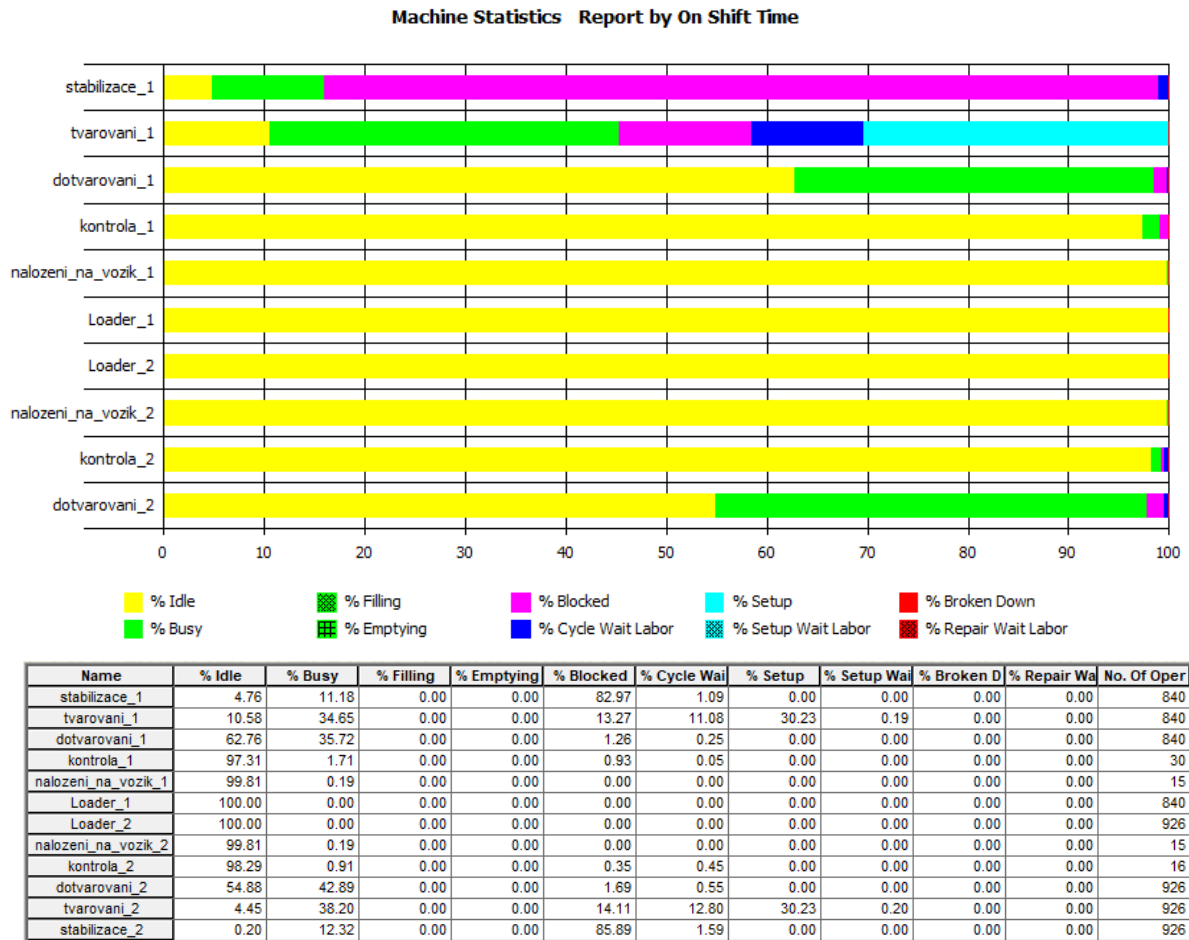 Machine Statistics   Report by On Shift Time
stabilizace_1
tvarovani_1
dotvarovani_1
kontrola_1
nalozeni_na_vozik_1
Loader_1
Loader_2
nalozeni_na_vozik_2
kontrola_2
dotvarovani_2
0 10 20 30 40 50 60 70 80 90 100
% Idle % Filling % Blocked % Setup % Broken Down
% Busy % Emptying % Cycle Wait Labor % Setup Wait Labor % Repair Wait Labor
Name % Idle % Busy % Filling % Emptying % Blocked % Cycle Wai % Setup % Setup Wai % Broken D % Repair Wa No. Of Oper
stabilizace_1 4.76 11.18 0.00 0.00 82.97 1.09 0.00 0.00 0.00 0.00 840
tvarovani_1 10.58 34.65 0.00 0.00 13.27 11.08 30.23 0.19 0.00 0.00 840
dotvarovani_1 62.76 35.72 0.00 0.00 1.26 0.25 0.00 0.00 0.00 0.00 840
kontrola_1 97.31 1.71 0.00 0.00 0.93 0.05 0.00 0.00 0.00 0.00 30
nalozeni_na_vozik_1 99.81 0.19 0.00 0.00 0.00 0.00 0.00 0.00 0.00 0.00 15
Loader_1 100.00 0.00 0.00 0.00 0.00 0.00 0.00 0.00 0.00 0.00 840
Loader_2 100.00 0.00 0.00 0.00 0.00 0.00 0.00 0.00 0.00 0.00 926
nalozeni_na_vozik_2 99.81 0.19 0.00 0.00 0.00 0.00 0.00 0.00 0.00 0.00 15
kontrola_2 98.29 0.91 0.00 0.00 0.35 0.45 0.00 0.00 0.00 0.00 16
dotvarovani_2 54.88 42.89 0.00 0.00 1.69 0.55 0.00 0.00 0.00 0.00 926
tvarovani_2 4.45 38.20 0.00 0.00 14.11 12.80 30.23 0.20 0.00 0.00 926
stabilizace_2 0.20 12.32 0.00 0.00 85.89 1.59 0.00 0.00 0.00 0.00 926